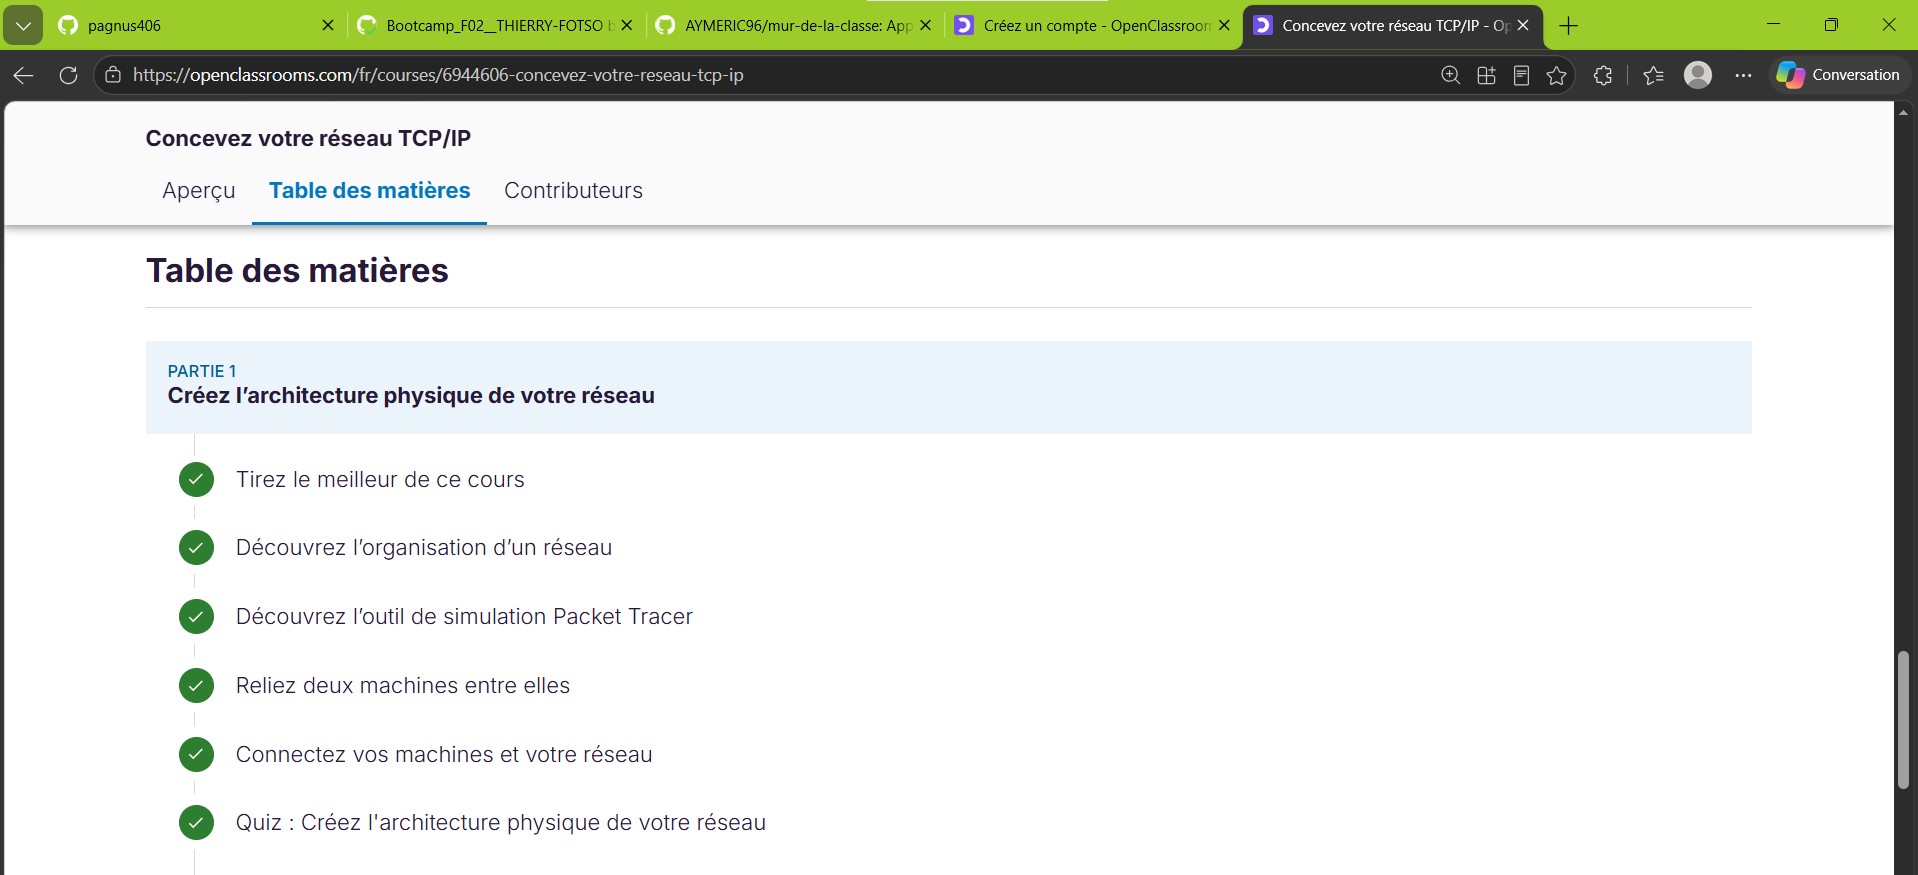 pagnus406
Bootcamp_F02__THIERRY-FOTSO b
AYMERIC96/mur-de-la-classe: App
Créez un compte - OpenClassroom
Concevez votre réseau TCP/IP - Op
https://openclassrooms.com/fr/courses/6944606-concevez-votre-reseau-tcp-ip
Conversation
Concevez votre réseau TCP/IP
Aperçu
Table des matières
Contributeurs
Table des matières
PARTIE 1
Créez l’architecture physique de votre réseau
Tirez le meilleur de ce cours
Découvrez l’organisation d’un réseau
Découvrez l’outil de simulation Packet Tracer
Reliez deux machines entre elles
Connectez vos machines et votre réseau
Quiz : Créez l'architecture physique de votre réseau